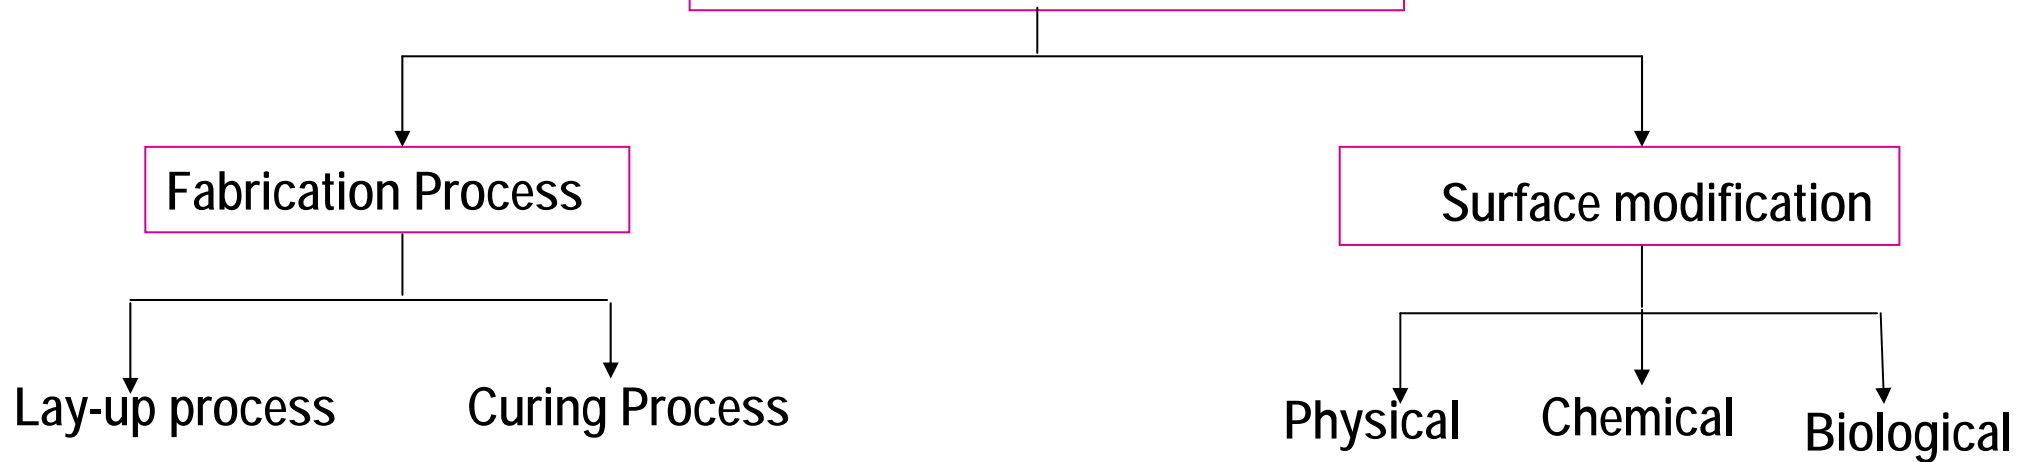 Fabrication Process
Surface modification
Lay-up process
Curing Process
Physical
Chemical
Biological